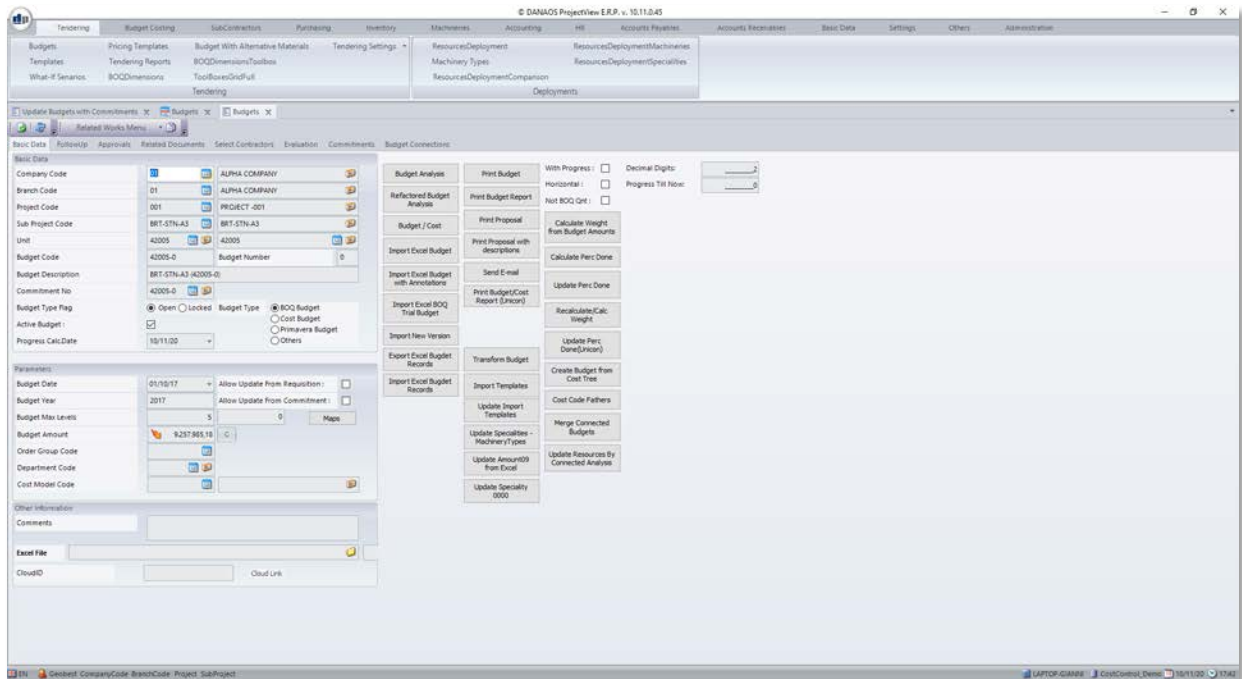 © DANAOS ProjectView E.R.P. v. 10.11.0.45
dp
Tendering Budget Costing SubContractors Purchasing Inventory Machineries Accounting HR Accounts Payables Accounts Receivables Basic Data Settings Others Administration
Budgets Pricing Templates Budget With Alternative Materials Tendering Settings ResourcesDeployment ResourcesDeploymentMachineries
Templates Tendering Reports BOQDimensionsToolbox Machinery Types ResourcesDeploymentSpecialities
What-If Senarios BOQDimensions ToolBoxesGridFull ResourcesDeploymentComparison
Tendering Deployments
Update Budgets with Commitments Budgets Budgets
Related Works Menu
Basic Data FollowUp Approvals Related Documents Select Contractors Evaluation Commitments Budget Connections
Basic Data
Company Code 01 ALPHA COMPANY
Branch Code 01 ALPHA COMPANY
Project Code 001 PROJECT -001
Sub Project Code BRT-STN-A3 BRT-STN-A3
Unit 42005 42005
Budget Code 42005-0 Budget Number 0
Budget Description BRT-STN-A3 (42005-0)
Commitment No 42005-0
Budget Type Flag Open Locked Budget Type BOQ Budget
Cost Budget
Active Budget :
Primavera Budget
Progress Calc.Date 10/11/20 Others
Parameters
Budget Date 01/10/17 Allow Update From Requisition :
Budget Year 2017 Allow Update From Commitment :
Budget Max Levels 5 0 Maps
Budget Amount 9.257.985,18 C
Order Group Code
Department Code
Cost Model Code
Other Information
Comments
Excel File
CloudID Cloud Link
Budget Analysis
Refactored Budget
Analysis
Budget / Cost
Import Excel Budget
Import Excel Budget
with Annotations
Import Excel BOQ
Trial Budget
Import New Version
Export Excel Bugdet
Records
Import Excel Bugdet
Records
Print Budget
Print Budget Report
Print Proposal
Print Proposal with
descriptions
Send E-mail
Print Budget/Cost
Report (Unicon)
Transform Budget
Import Templates
Update Import
Templates
Update Specialities -
MachineryTypes
Update Amount09
from Excel
Update Speciality
0000
With Progress : Decimal Digits: 2
Horizontal : Progress Till Now: 0
Not BOQ Qnt :
Calculate Weight
from Budget Amounts
Calculate Perc Done
Update Perc Done
Recalculate/Calc
Weight
Update Perc
Done(Unicon)
Create Budget from
Cost Tree
Cost Code Fathers
Merge Connected
Budgets
Update Resources By
Connected Analysis
EN Geobest CompanyCode BranchCode Project SubProject LAPTOP-GIANNI CostControl_Demo 10/11/20 17:42